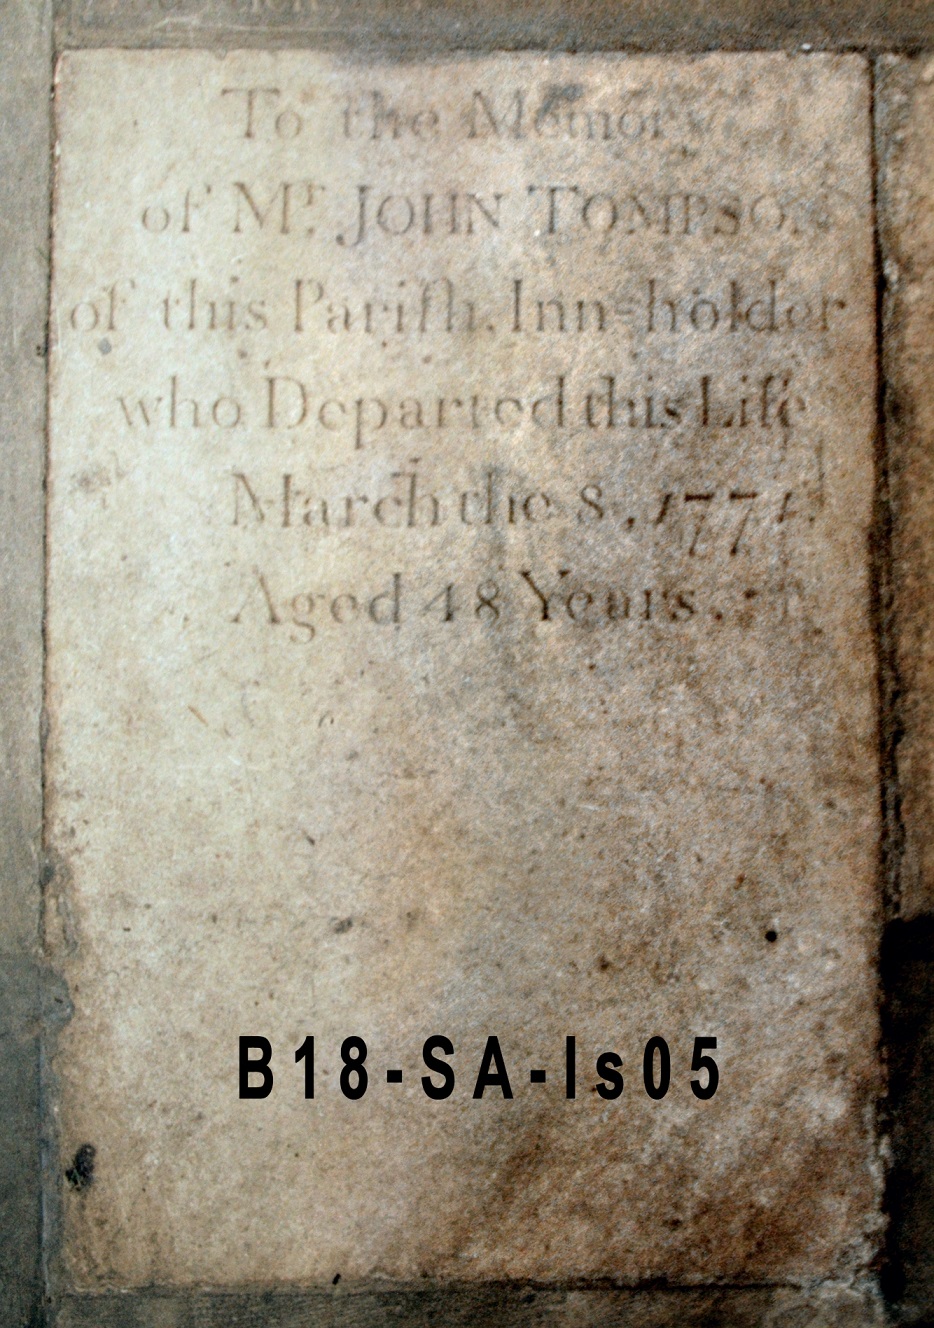 To the Memory
of Mr. JOHN TOMPSON
of this Pariſh, Inn=holder
who Departed this Life
March the 8, 1771.
Aged 48 Years.
B18-SA-Is05